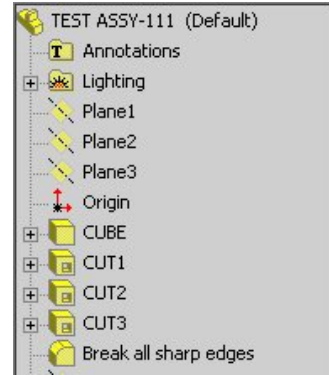 TEST ASSY-111 (Default)
Annotations
Lighting
Plane1
Plane2
Plane3
Origin
CUBE
CUT1
CUT2
CUT3
Break all sharp edges